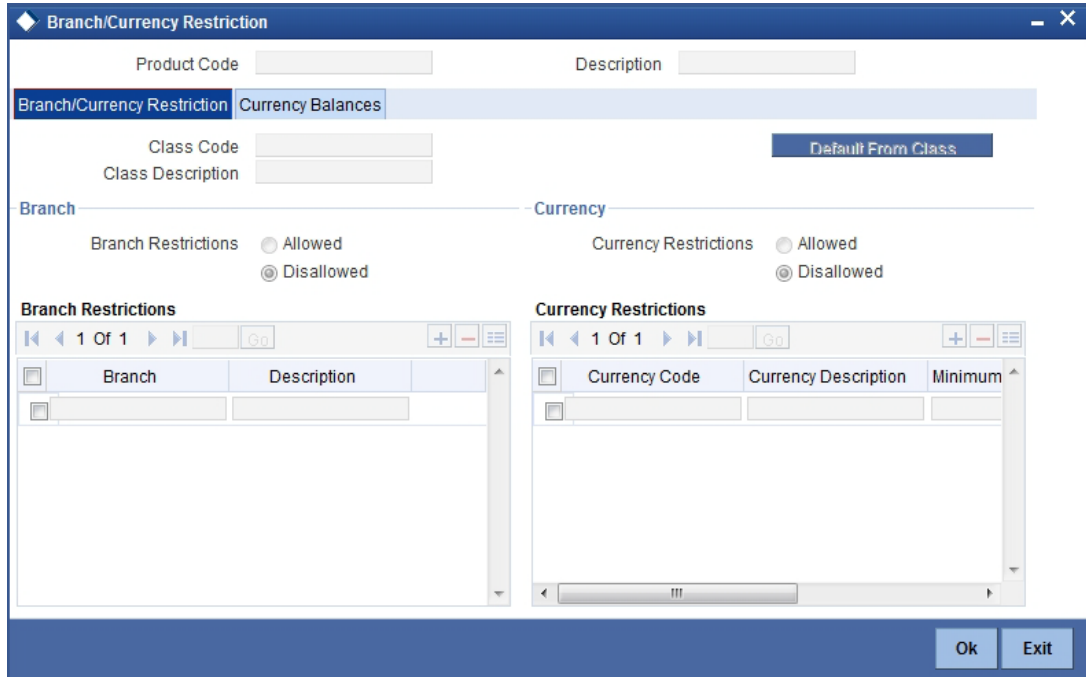 Branch/Currency Restriction
Product Code
Description
Branch/Currency Restriction
Currency Balances
Class Code
Default From Class
Class Description
Branch
Branch Restrictions
Allowed
Disallowed
Currency
Currency Restrictions
Allowed
Disallowed
Branch Restrictions
1 Of 1
Go
Branch
Description
Currency Restrictions
1 Of 1
Go
Currency Code
Currency Description
Minimum
Ok
Exit